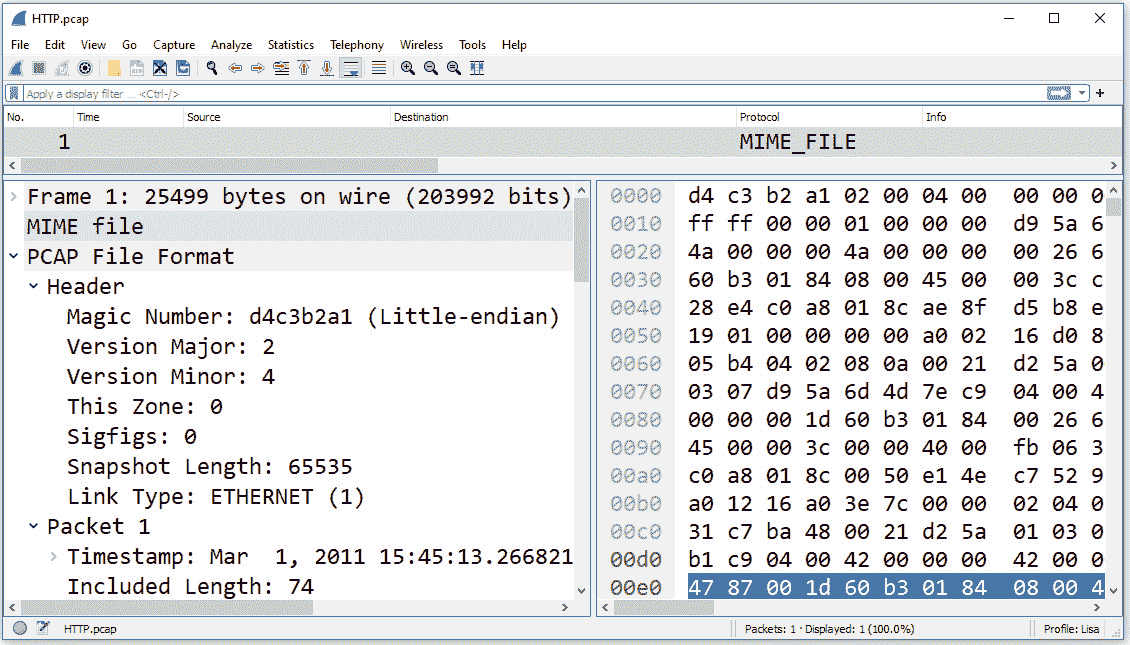 HTTP.pcap
File Edit View Go Capture Analyze Statistics Telephony Wireless Tools Help
Apply a display filter ... <Ctrl-/>
No. Time Source Destination Protocol Info
1 MIME_FILE
Frame 1: 25499 bytes on wire (203992 bits)
MIME file
PCAP File Format
Header
Magic Number: d4c3b2a1 (Little-endian)
Version Major: 2
Version Minor: 4
This Zone: 0
Sigfigs: 0
Snapshot Length: 65535
Link Type: ETHERNET (1)
Packet 1
Timestamp: Mar 1, 2011 15:45:13.266821
Included Length: 74
0000 d4 c3 b2 a1 02 00 04 00 00 00 0
0010 ff ff 00 00 01 00 00 00 d9 5a 6
0020 4a 00 00 00 4a 00 00 00 00 26 6
0030 60 b3 01 84 08 00 45 00 00 3c c
0040 28 e4 c0 a8 01 8c ae 8f d5 b8 e
0050 19 01 00 00 00 00 a0 02 16 d0 8
0060 05 b4 04 02 08 0a 00 21 d2 5a 0
0070 03 07 d9 5a 6d 4d 7e c9 04 00 4
0080 00 00 00 1d 60 b3 01 84 00 26 6
0090 45 00 00 3c 00 00 40 00 fb 06 3
00a0 c0 a8 01 8c 00 50 e1 4e c7 52 9
00b0 a0 12 16 a0 3e 7c 00 00 02 04 0
00c0 31 c7 ba 48 00 21 d2 5a 01 03 0
00d0 b1 c9 04 00 42 00 00 00 42 00 0
00e0 47 87 00 1d 60 b3 01 84 08 00 4
HTTP.pcap Packets: 1 · Displayed: 1 (100.0%) Profile: Lisa